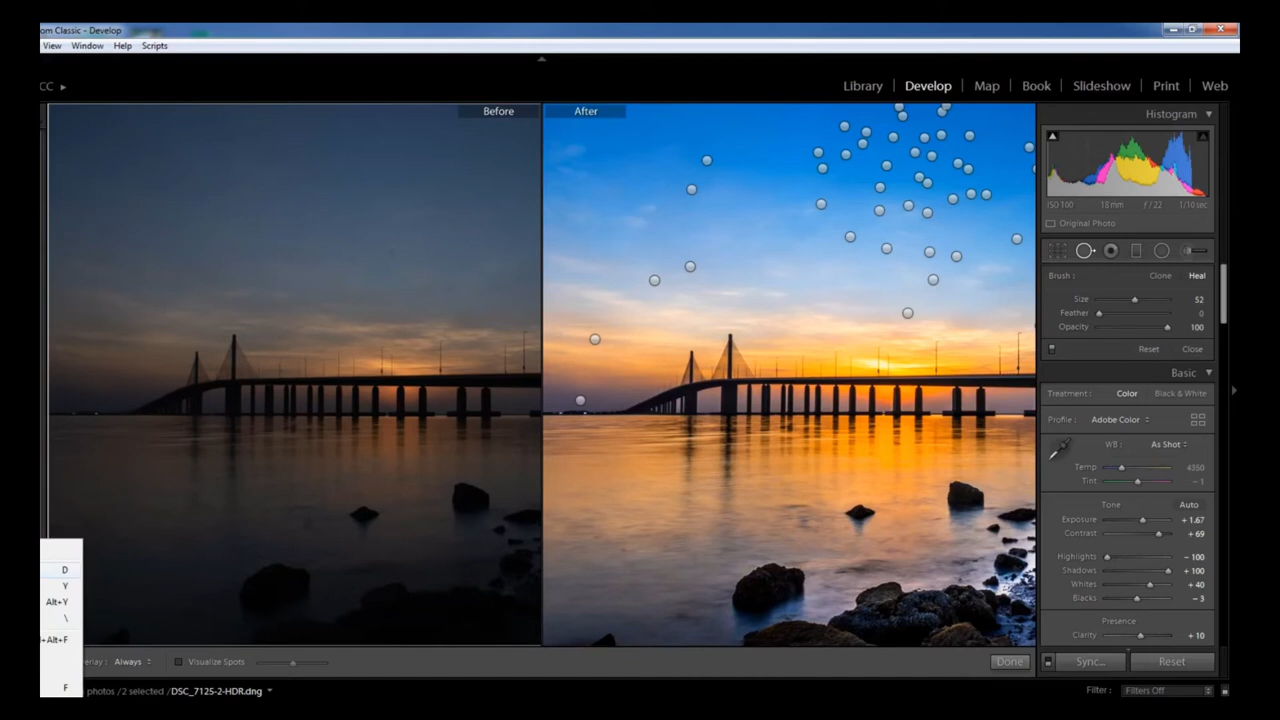 om Classic - Develop
View Window Help Scripts
CC
Library | Develop | Map | Book | Slideshow | Print | Web
Before
After
Histogram
ISO 100 18 mm f / 22 1/10 sec
Original Photo
Brush : Clone Heal
Size 52
Feather 0
Opacity 100
Reset Close
Basic
Treatment : Color Black & White
Profile : Adobe Color
WB : As Shot
Temp 4350
Tint - 1
Tone Auto
Exposure + 1.67
Contrast + 69
Highlights - 100
Shadows + 100
Whites + 40
Blacks - 3
Presence
Clarity + 10
D
Y
Alt+Y
\
+Alt+F
F
erlay : Always Visualize Spots Done
Sync... Reset
photos /2 selected /DSC_7125-2-HDR.dng
Filter : Filters Off